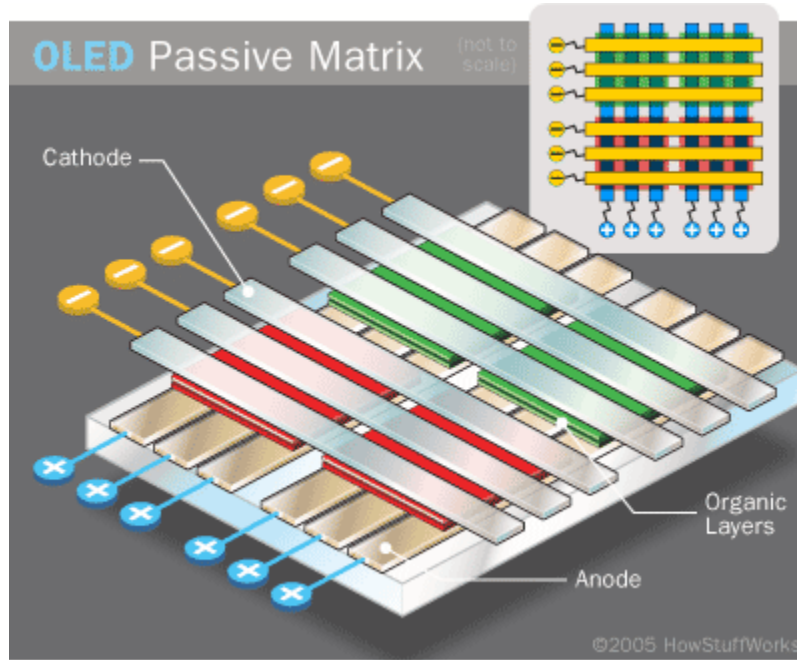 OLED Passive Matrix
(not to
scale)
Cathode
Organic
Layers
Anode
©2005 HowStuffWorks